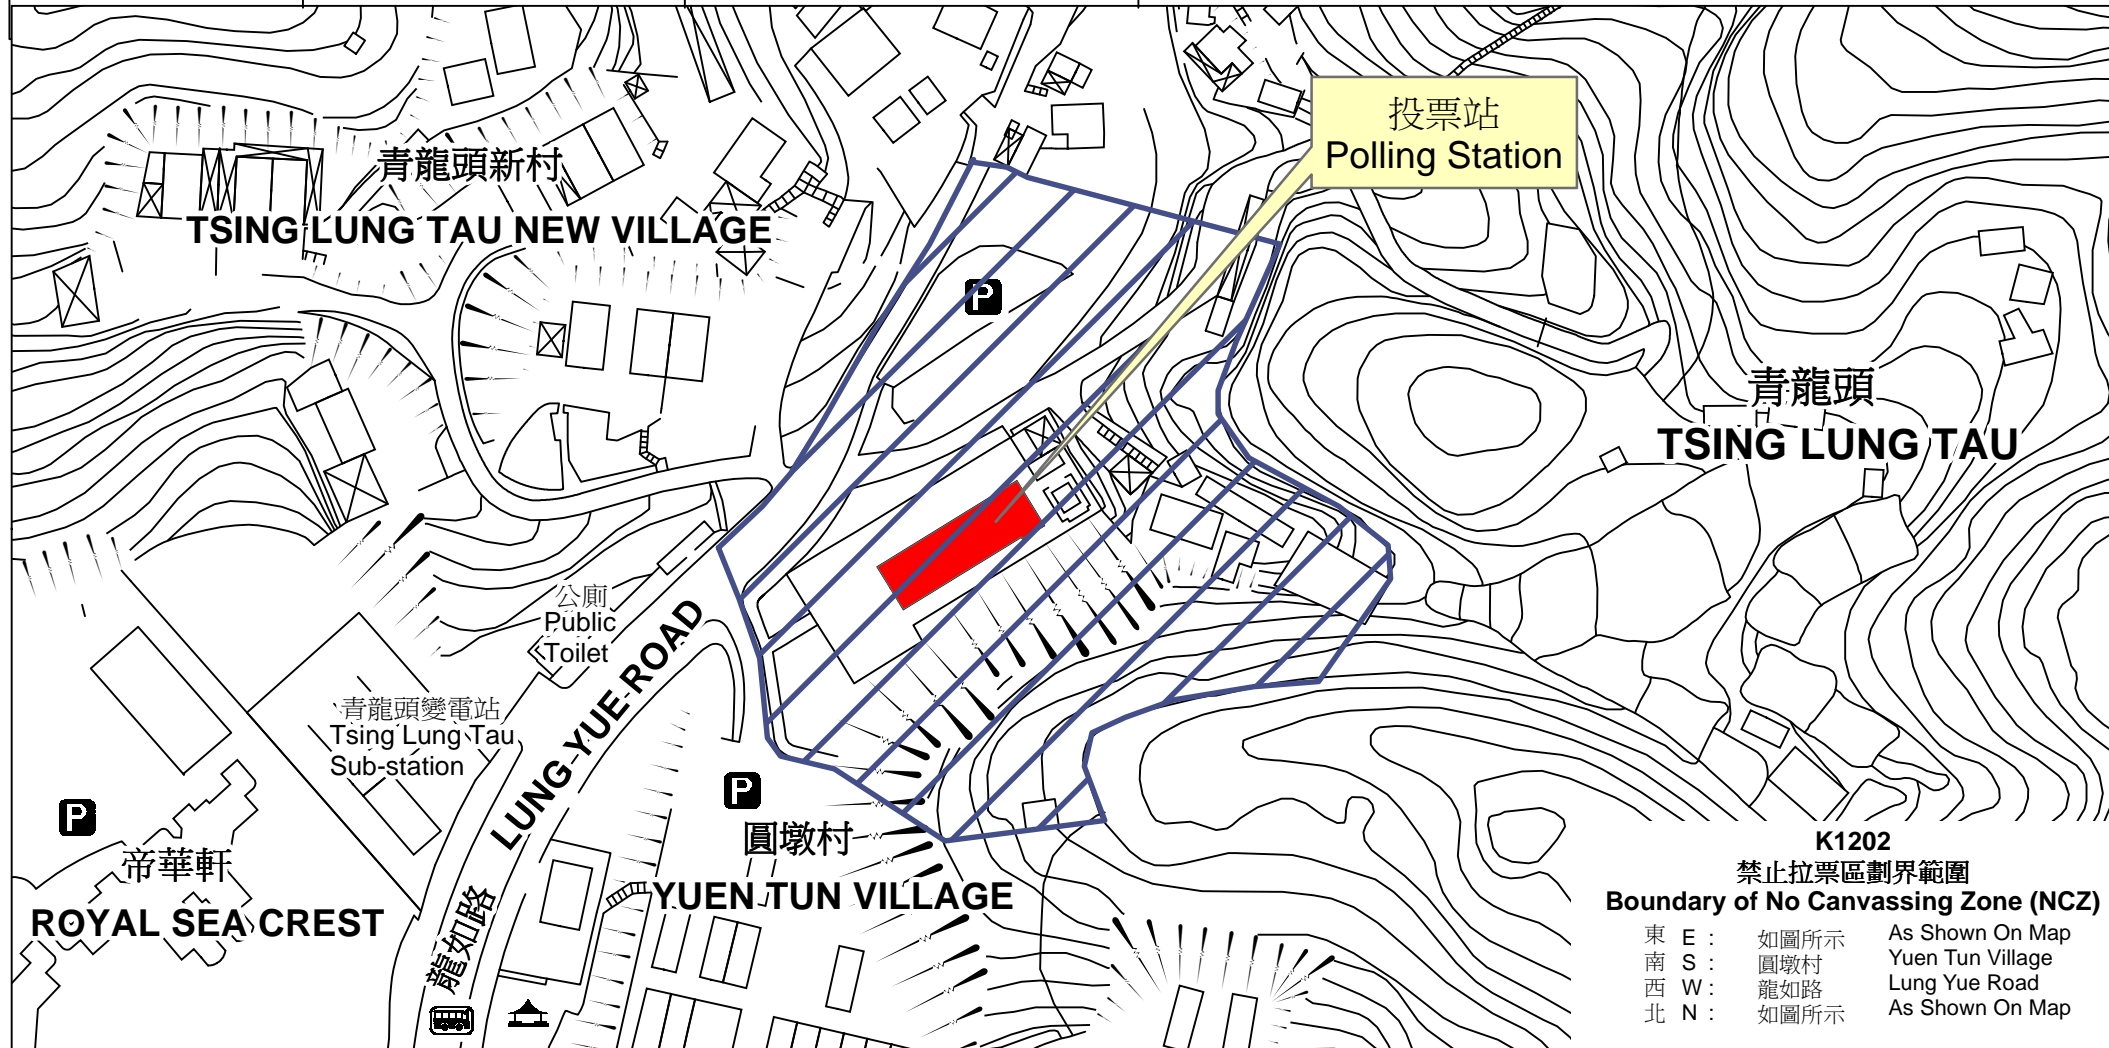 投票站
Polling Station
青龍頭新村
TSING LUNG TAU NEW VILLAGE
P
青龍頭
TSING LUNG TAU
公廁
Public
Toilet
LUNG YUE ROAD
青龍頭變電站
Tsing Lung Tau
Sub-station
P
P
圓墩村
YUEN TUN VILLAGE
帝華軒
ROYAL SEA CREST
龍如路
K1202
禁止拉票區劃界範圍
Boundary of No Canvassing Zone (NCZ)
東 E : 如圖所示 As Shown On Map
南 S : 圓墩村 Yuen Tun Village
西 W : 龍如路 Lung Yue Road
北 N : 如圖所示 As Shown On Map